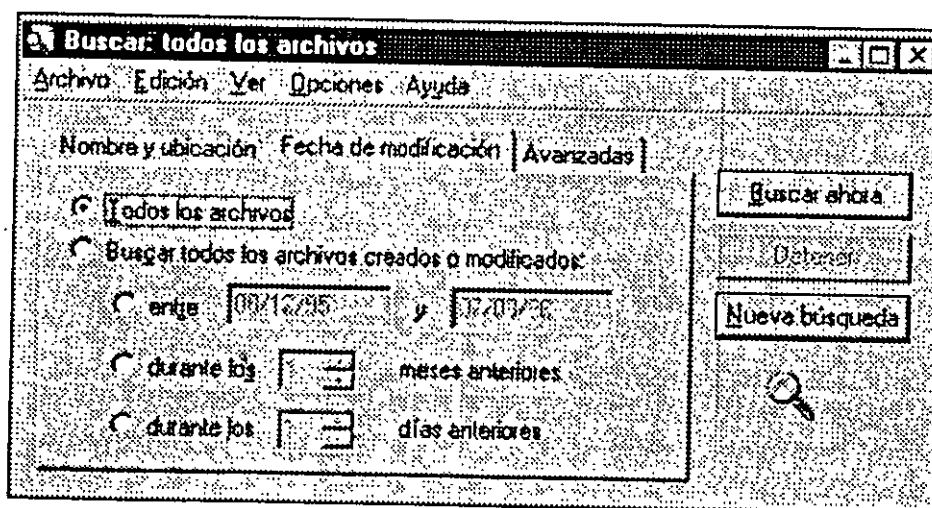 Buscar: todos los archivos
Archivo Edición Ver Opciones Ayuda
Nombre y ubicación Fecha de modificación Avanzadas
Todos los archivos
Buscar todos los archivos creados o modificados:
entre y
durante los meses anteriores
durante los días anteriores
Buscar ahora
Detener
Nueva búsqueda